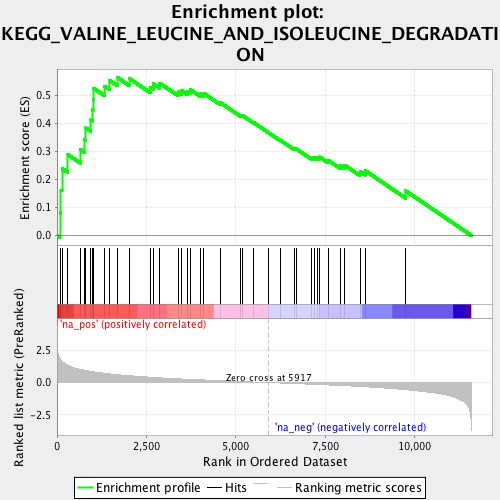 Enrichment plot:
KEGG_VALINE_LEUCINE_AND_ISOLEUCINE_DEGRADATI
ON
Enrichment score (ES)
0.5
0.4
0.3
0.2
0.1
0.0
'na_pos' (positively correlated)
Ranked list metric (PreRanked)
2.5
0.0
-2.5
Zero cross at 5917
'na_neg' (negatively correlated)
0
2,500
5,000
7,500
10,000
Rank in Ordered Dataset
Enrichment profile
Hits
Ranking metric scores